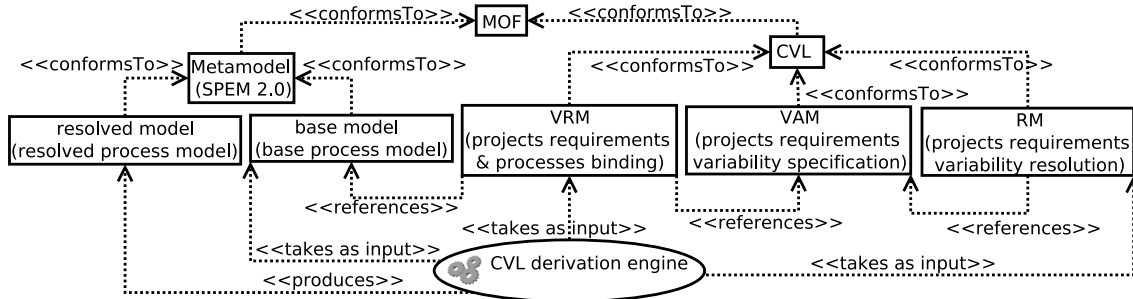 <<conformsTo>>
MOF
<<conformsTo>>
<<conformsTo>>
Metamodel
(SPEM 2.0)
<<conformsTo>>
<<conformsTo>>
CVL
<<conformsTo>>
<<conformsTo>>
resolved model
(resolved process model)
base model
(base process model)
VRM
(projects requirements
& processes binding)
VAM
(projects requirements
variability specification)
RM
(projects requirements
variability resolution)
<<references>>
<<references>>
<<references>>
<<takes as input>>
<<takes as input>>
<<produces>>
CVL derivation engine
<<takes as input>>